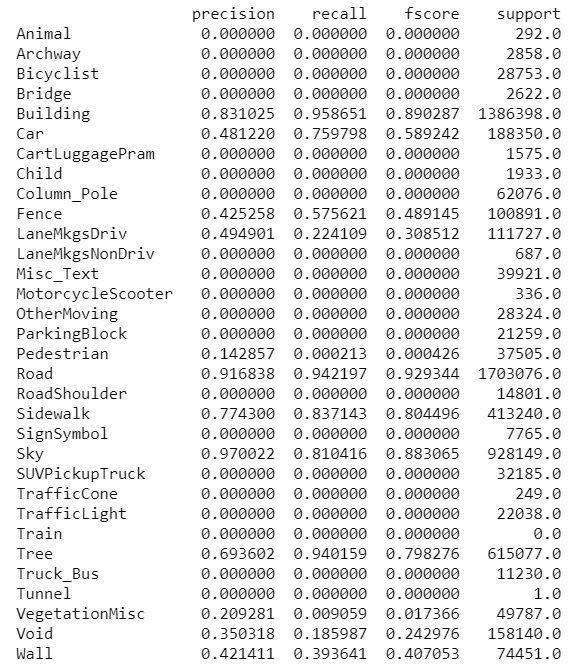 precision recall fscore support
Animal 0.000000 0.000000 0.000000 292.0
Archway 0.000000 0.000000 0.000000 2858.0
Bicyclist 0.000000 0.000000 0.000000 28753.0
Bridge 0.000000 0.000000 0.000000 2622.0
Building 0.831025 0.958651 0.890287 1386398.0
Car 0.481220 0.759798 0.589242 188350.0
CartLuggagePram 0.000000 0.000000 0.000000 1575.0
Child 0.000000 0.000000 0.000000 1933.0
Column_Pole 0.000000 0.000000 0.000000 62076.0
Fence 0.425258 0.575621 0.489145 100891.0
LaneMkgsDriv 0.494901 0.224109 0.308512 111727.0
LaneMkgsNonDriv 0.000000 0.000000 0.000000 687.0
Misc_Text 0.000000 0.000000 0.000000 39921.0
MotorcycleScooter 0.000000 0.000000 0.000000 336.0
OtherMoving 0.000000 0.000000 0.000000 28324.0
ParkingBlock 0.000000 0.000000 0.000000 21259.0
Pedestrian 0.142857 0.000213 0.000426 37505.0
Road 0.916838 0.942197 0.929344 1703076.0
RoadShoulder 0.000000 0.000000 0.000000 14801.0
Sidewalk 0.774300 0.837143 0.804496 413240.0
SignSymbol 0.000000 0.000000 0.000000 7765.0
Sky 0.970022 0.810416 0.883065 928149.0
SUVPickupTruck 0.000000 0.000000 0.000000 32185.0
TrafficCone 0.000000 0.000000 0.000000 249.0
TrafficLight 0.000000 0.000000 0.000000 22038.0
Train 0.000000 0.000000 0.000000 0.0
Tree 0.693602 0.940159 0.798276 615077.0
Truck_Bus 0.000000 0.000000 0.000000 11230.0
Tunnel 0.000000 0.000000 0.000000 1.0
VegetationMisc 0.209281 0.009059 0.017366 49787.0
Void 0.350318 0.185987 0.242976 158140.0
Wall 0.421411 0.393641 0.407053 74451.0